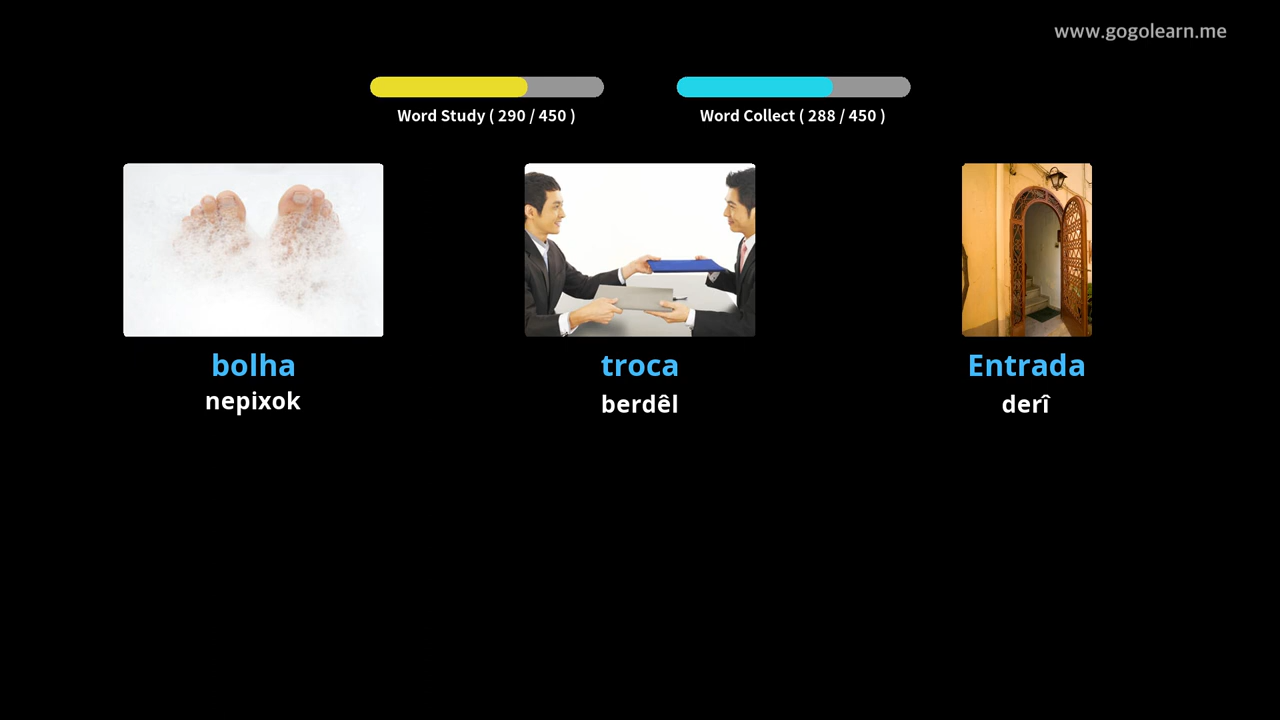 www.gogolearn.me
Word Study ( 290 / 450 )
Word Collect ( 288 / 450 )
bolha
nepixok
troca
berdêl
Entrada
derî